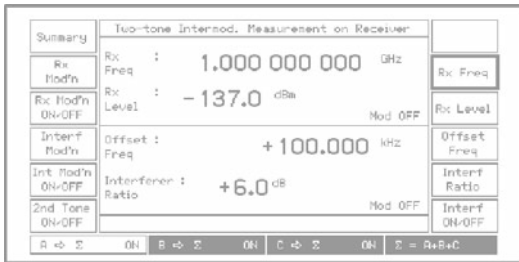 Two-tone Intermod. Measurement on Receiver
Summary
Rx Mod'n
Rx Mod'n ON/OFF
Interf Mod'n
Int Mod'n ON/OFF
2nd Tone ON/OFF
Rx Freq : 1.000 000 000 GHz
Rx Level : -137.0 dBm
Mod OFF
Offset Freq : +100.000 kHz
Interferer Ratio : +6.0 dB
Mod OFF
Rx Freq
Rx Level
Offset Freq
Interf Ratio
Interf ON/OFF
A ⇨ Σ ON B ⇨ Σ ON C ⇨ Σ ON Σ = A+B+C